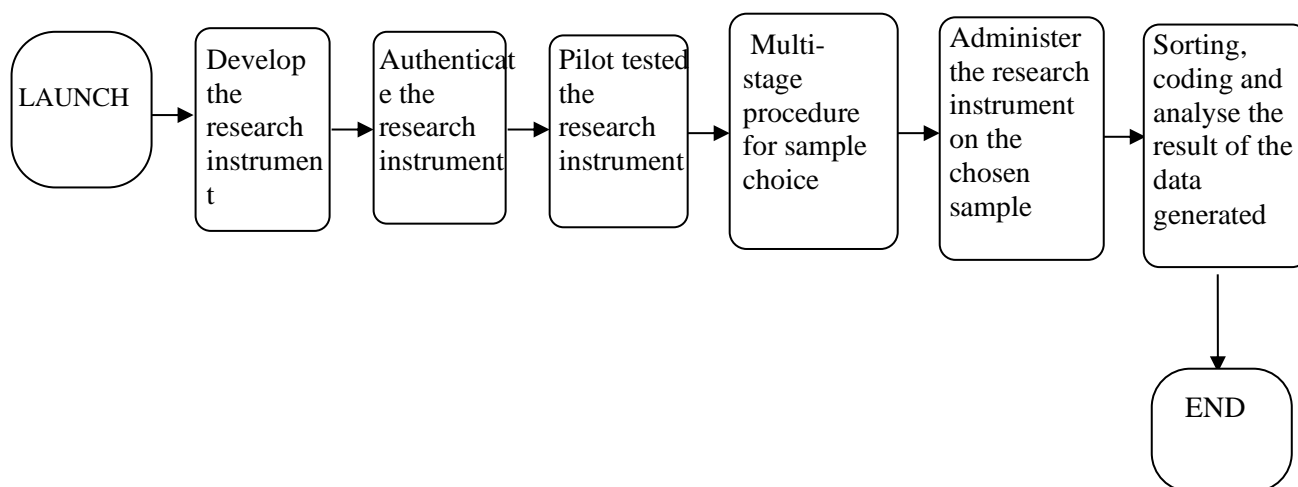 LAUNCH
Develop
the
research
instrumen
t
Authenticat
e the
research
instrument
Pilot tested
the
research
instrument
Multi-
stage
procedure
for sample
choice
Administer
the research
instrument
on the
chosen
sample
Sorting,
coding and
analyse the
result of the
data
generated
END